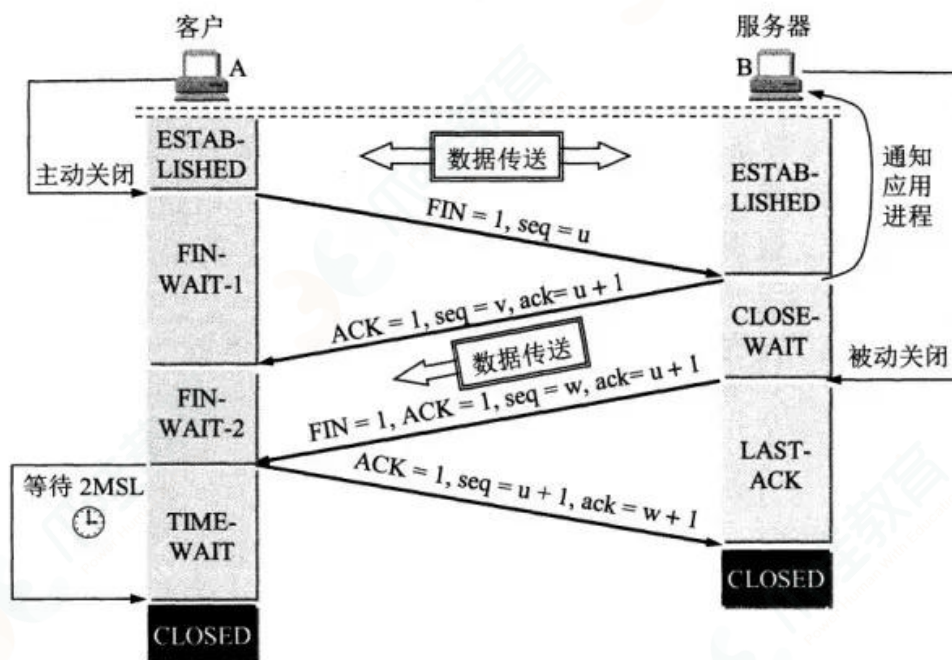 客户
服务器
A
B
ESTAB-
LISHED
数据传送
ESTAB-
LISHED
通知
应用
进程
主动关闭
FIN = 1, seq = u
FIN-
WAIT-1
ACK = 1, seq = v, ack= u + 1
CLOSE-
WAIT
数据传送
被动关闭
FIN-
WAIT-2
FIN = 1, ACK = 1, seq = w, ack= u + 1
LAST-
ACK
ACK = 1, seq = u + 1, ack = w + 1
等待 2MSL
TIME-
WAIT
CLOSED
CLOSED